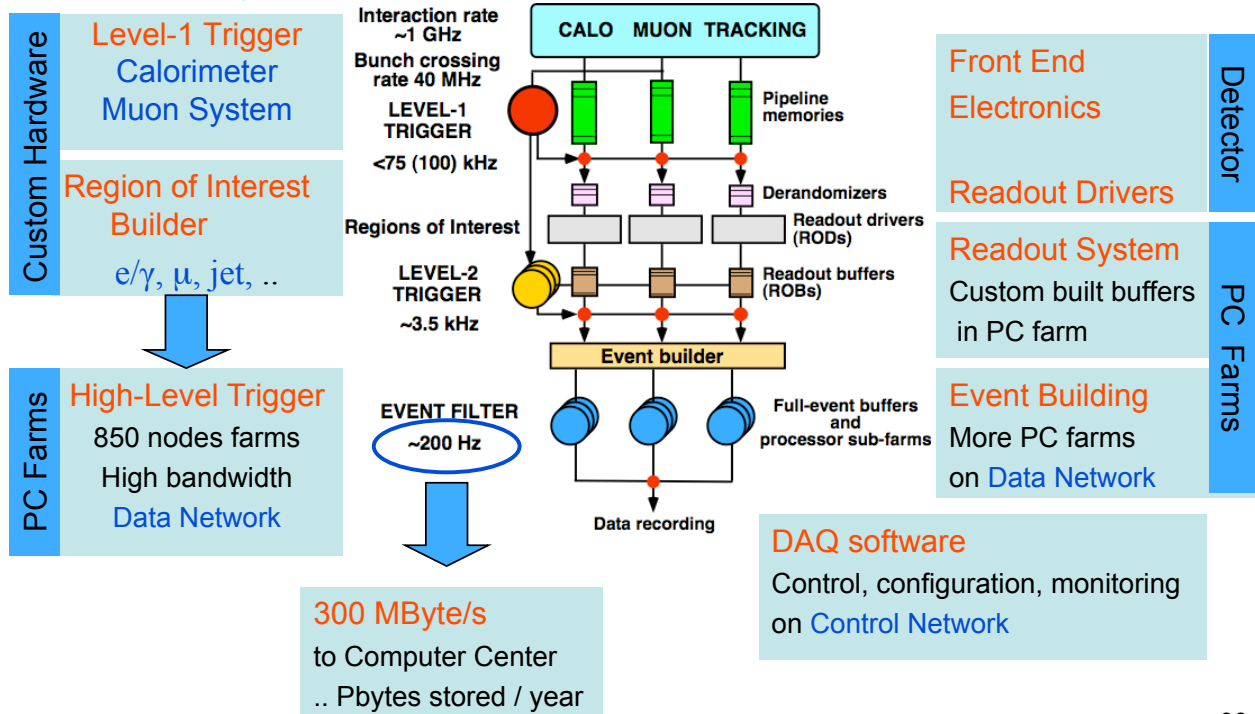 Custom Hardware
Level-1 Trigger
Calorimeter
Muon System
Region of Interest
Builder
e/γ, μ, jet, ..
PC Farms
High-Level Trigger
850 nodes farms
High bandwidth
Data Network
Interaction rate
~1 GHz
Bunch crossing
rate 40 MHz
LEVEL-1
TRIGGER
<75 (100) kHz
Regions of Interest
LEVEL-2
TRIGGER
~3.5 kHz
EVENT FILTER
~200 Hz
CALO MUON TRACKING
Pipeline
memories
Derandomizers
Readout drivers
(RODs)
Readout buffers
(ROBs)
Event builder
Full-event buffers
and
processor sub-farms
Data recording
300 MByte/s
to Computer Center
.. Pbytes stored / year
Front End
Electronics
Readout Drivers
Detector
Readout System
Custom built buffers
in PC farm
Event Building
More PC farms
on Data Network
PC Farms
DAQ software
Control, configuration, monitoring
on Control Network